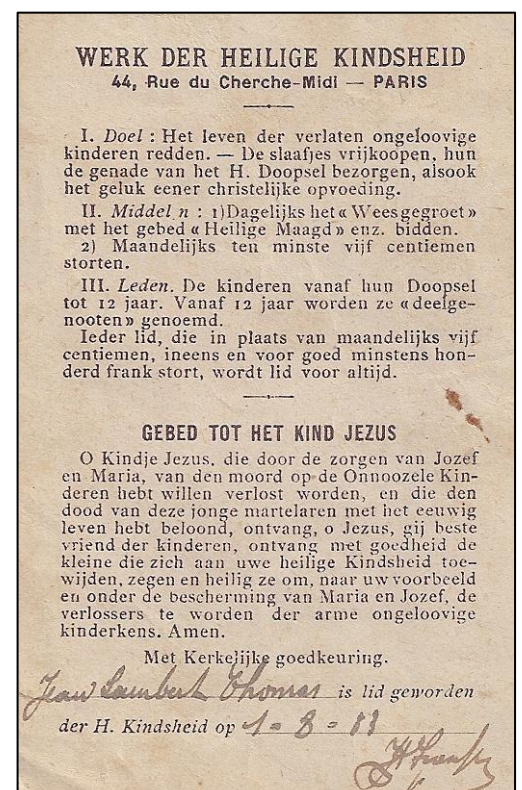 WERK DER HEILIGE KINDSHEID
44, Rue du Cherche-Midi — PARIS
I. Doel : Het leven der verlaten ongeloovige
kinderen redden. — De slaafjes vrijkoopen, hun
de genade van het H. Doopsel bezorgen, alsook
het geluk eener christelijke opvoeding.
II. Middel n : 1) Dagelijks het « Wees gegroet »
met het gebed « Heilige Maagd » enz. bidden.
2) Maandelijks ten minste vijf centiemen
storten.
III. Leden. De kinderen vanaf hun Doopsel
tot 12 jaar. Vanaf 12 jaar worden ze « deelge-
nooten » genoemd.
Ieder lid, die in plaats van maandelijks vijf
centiemen, ineens en voor goed minstens hon-
derd frank stort, wordt lid voor altijd.
GEBED TOT HET KIND JEZUS
O Kindje Jezus, die door de zorgen van Jozef
en Maria, van den moord op de Onnoozele Kin-
deren hebt willen verlost worden, en die den
dood van deze jonge martelaren met het eeuwig
leven hebt beloond, ontvang, o Jezus, gij beste
vriend der kinderen, ontvang met goedheid de
kleine die zich aan uwe heilige Kindsheid toe-
wijden, zegen en heilig ze om, naar uw voorbeeld
en onder de bescherming van Maria en Jozef, de
verlossers te worden der arme ongeloovige
kinderkens. Amen.
Met Kerkelijke goedkeuring.
Jean Lambert Thomas is lid geworden
der H. Kindsheid op